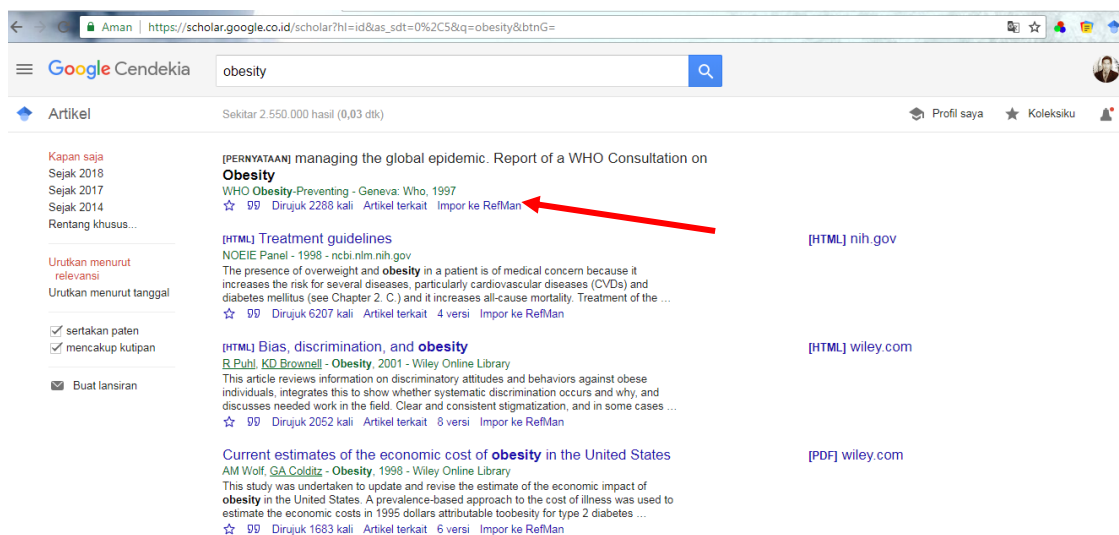 Aman | https://scholar.google.co.id/scholar?hl=id&as_sdt=0%2C5&q=obesity&btnG=
Google Cendekia
obesity
Artikel
Sekitar 2.550.000 hasil (0,03 dtk)
Profil saya
Koleksiku
Kapan saja
Sejak 2018
Sejak 2017
Sejak 2014
Rentang khusus...
Urutkan menurut
relevansi
Urutkan menurut tanggal
sertakan paten
mencakup kutipan
Buat lansiran
[PERNYATAAN] managing the global epidemic. Report of a WHO Consultation on
Obesity
WHO Obesity-Preventing - Geneva: Who, 1997
Dirujuk 2288 kali Artikel terkait Impor ke RefMan
[HTML] Treatment guidelines
[HTML] nih.gov
NOEIE Panel - 1998 - ncbi.nlm.nih.gov
The presence of overweight and obesity in a patient is of medical concern because it
increases the risk for several diseases, particularly cardiovascular diseases (CVDs) and
diabetes mellitus (see Chapter 2. C.) and it increases all-cause mortality. Treatment of the ...
Dirujuk 6207 kali Artikel terkait 4 versi Impor ke RefMan
[HTML] Bias, discrimination, and obesity
[HTML] wiley.com
R Puhl, KD Brownell - Obesity, 2001 - Wiley Online Library
This article reviews information on discriminatory attitudes and behaviors against obese
individuals, integrates this to show whether systematic discrimination occurs and why, and
discusses needed work in the field. Clear and consistent stigmatization, and in some cases ...
Dirujuk 2052 kali Artikel terkait 8 versi Impor ke RefMan
Current estimates of the economic cost of obesity in the United States
[PDF] wiley.com
AM Wolf, GA Colditz - Obesity, 1998 - Wiley Online Library
This study was undertaken to update and revise the estimate of the economic impact of
obesity in the United States. A prevalence-based approach to the cost of illness was used to
estimate the economic costs in 1995 dollars attributable toobesity for type 2 diabetes ...
Dirujuk 1683 kali Artikel terkait 6 versi Impor ke RefMan